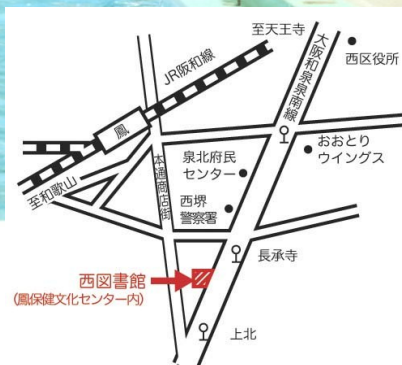 至天王寺
JR阪和線
大阪和泉泉南線
西区役所
鳳
おおとり
ウイングス
泉北府民
センター
至和歌山
本通商店街
西堺
警察署
長承寺
西図書館
(鳳保健文化センター内)
上北